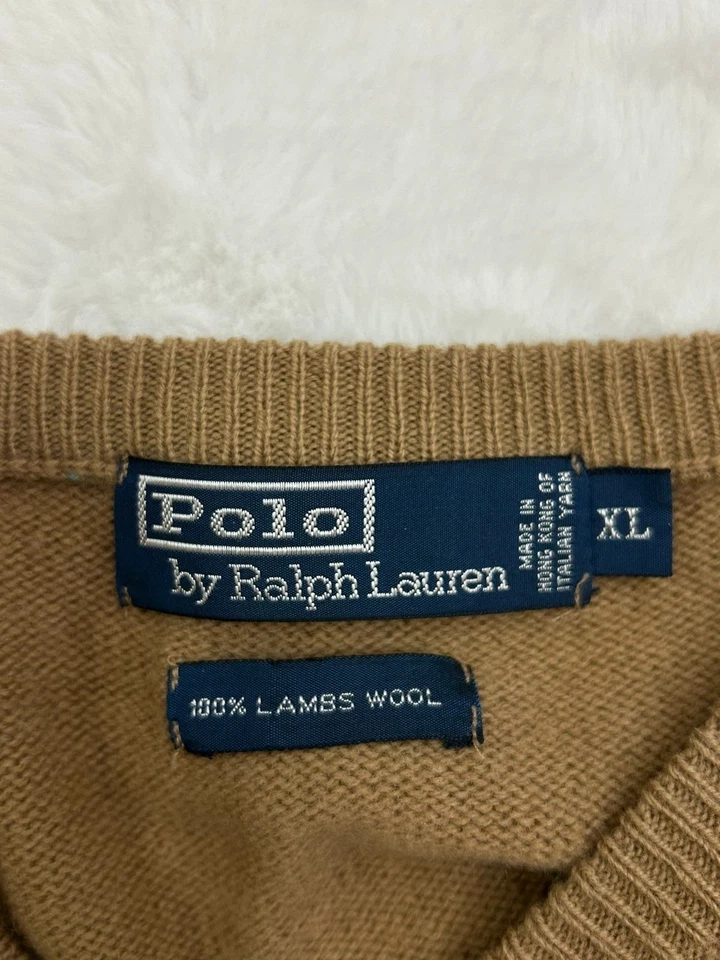 Polo
by Ralph Lauren
MADE IN
HONG KONG OF
ITALIAN YARN
XL
100% LAMBS WOOL